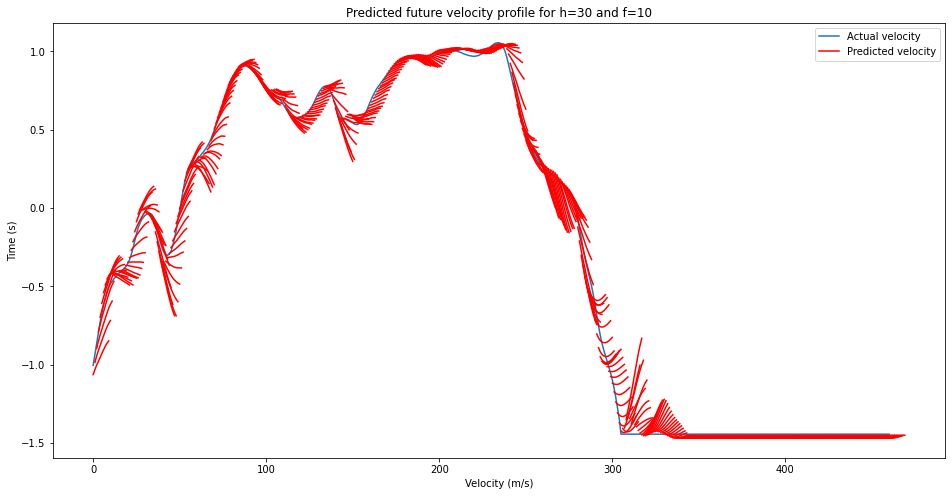 Predicted future velocity profile for h=30 and f=10
Actual velocity
Predicted velocity
Time (s)
1.0
0.5
0.0
−0.5
−1.0
−1.5
0
100
200
300
400
Velocity (m/s)